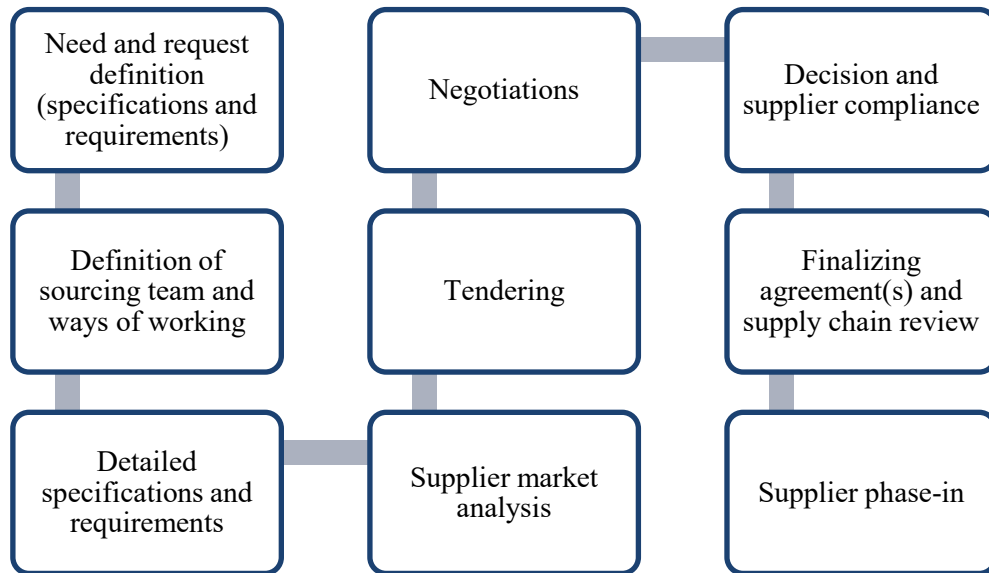 Need and request
definition
(specifications and
requirements)
Definition of
sourcing team and
ways of working
Detailed
specifications and
requirements
Supplier market
analysis
Tendering
Negotiations
Decision and
supplier compliance
Finalizing
agreement(s) and
supply chain review
Supplier phase-in